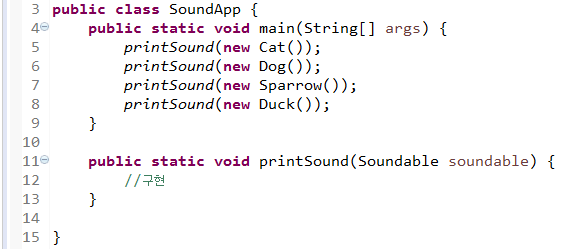 3 public class SoundApp {
4 public static void main(String[] args) {
5 printSound(new Cat());
6 printSound(new Dog());
7 printSound(new Sparrow());
8 printSound(new Duck());
9 }
10
11 public static void printSound(Soundable soundable) {
12 //구현
13 }
14
15 }